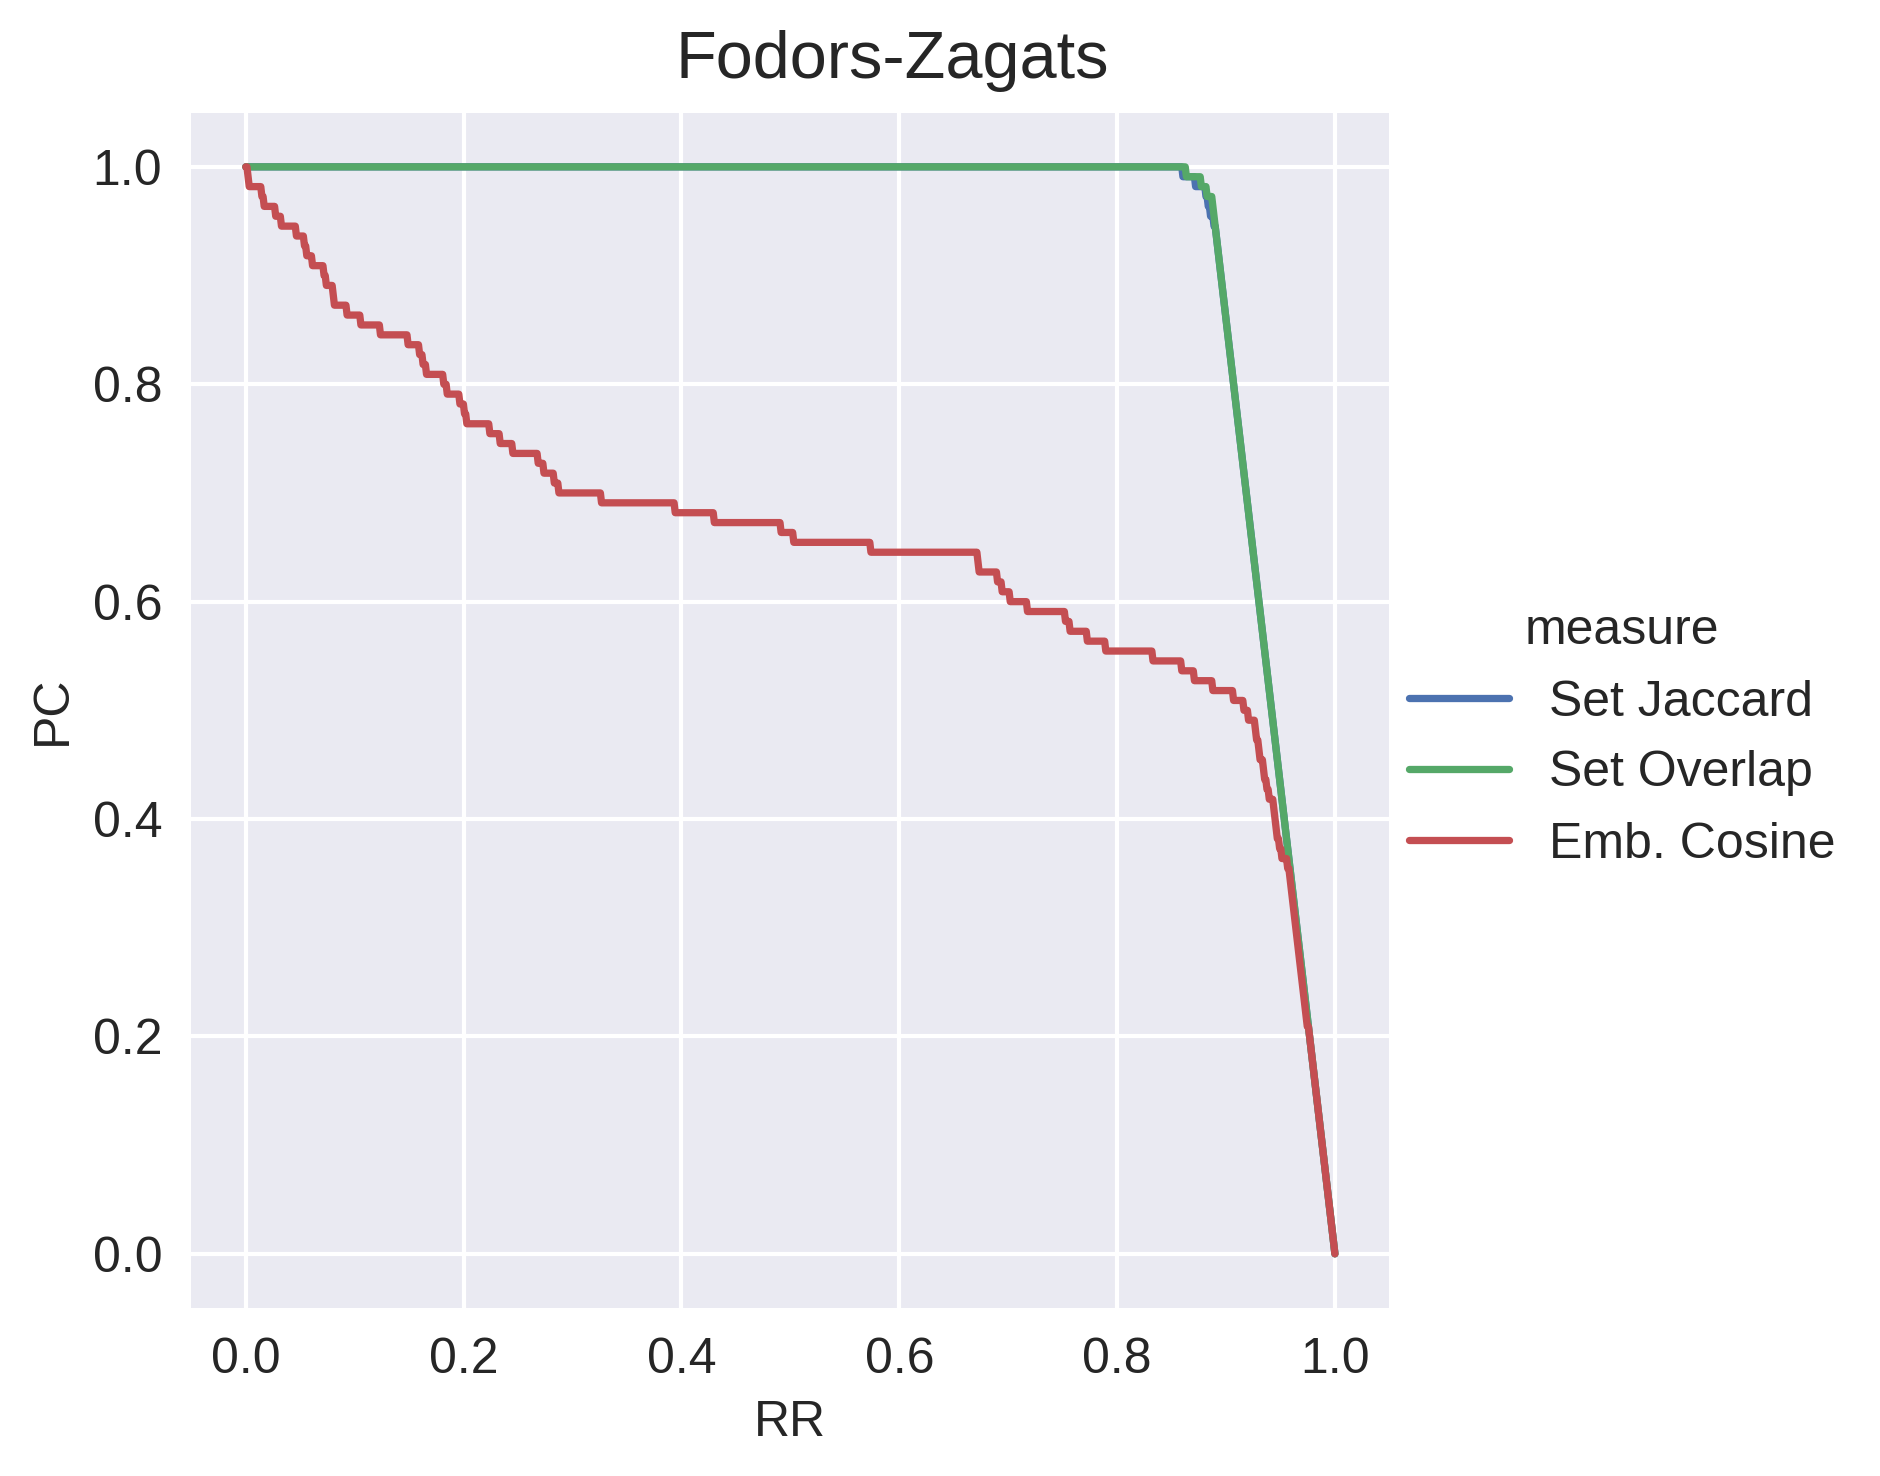 Fodors-Zagats
1.0
0.8
0.6
0.4
0.2
0.0
PC
0.0 0.2 0.4 0.6 0.8 1.0
RR
measure
Set Jaccard
Set Overlap
Emb. Cosine